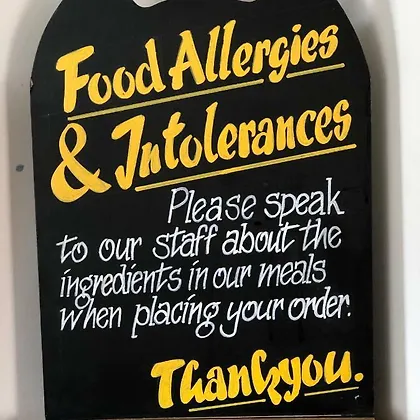 Food Allergies
& Intolerances
Please speak
to our staff about the
ingredients in our meals
when placing your order.
Thankyou.